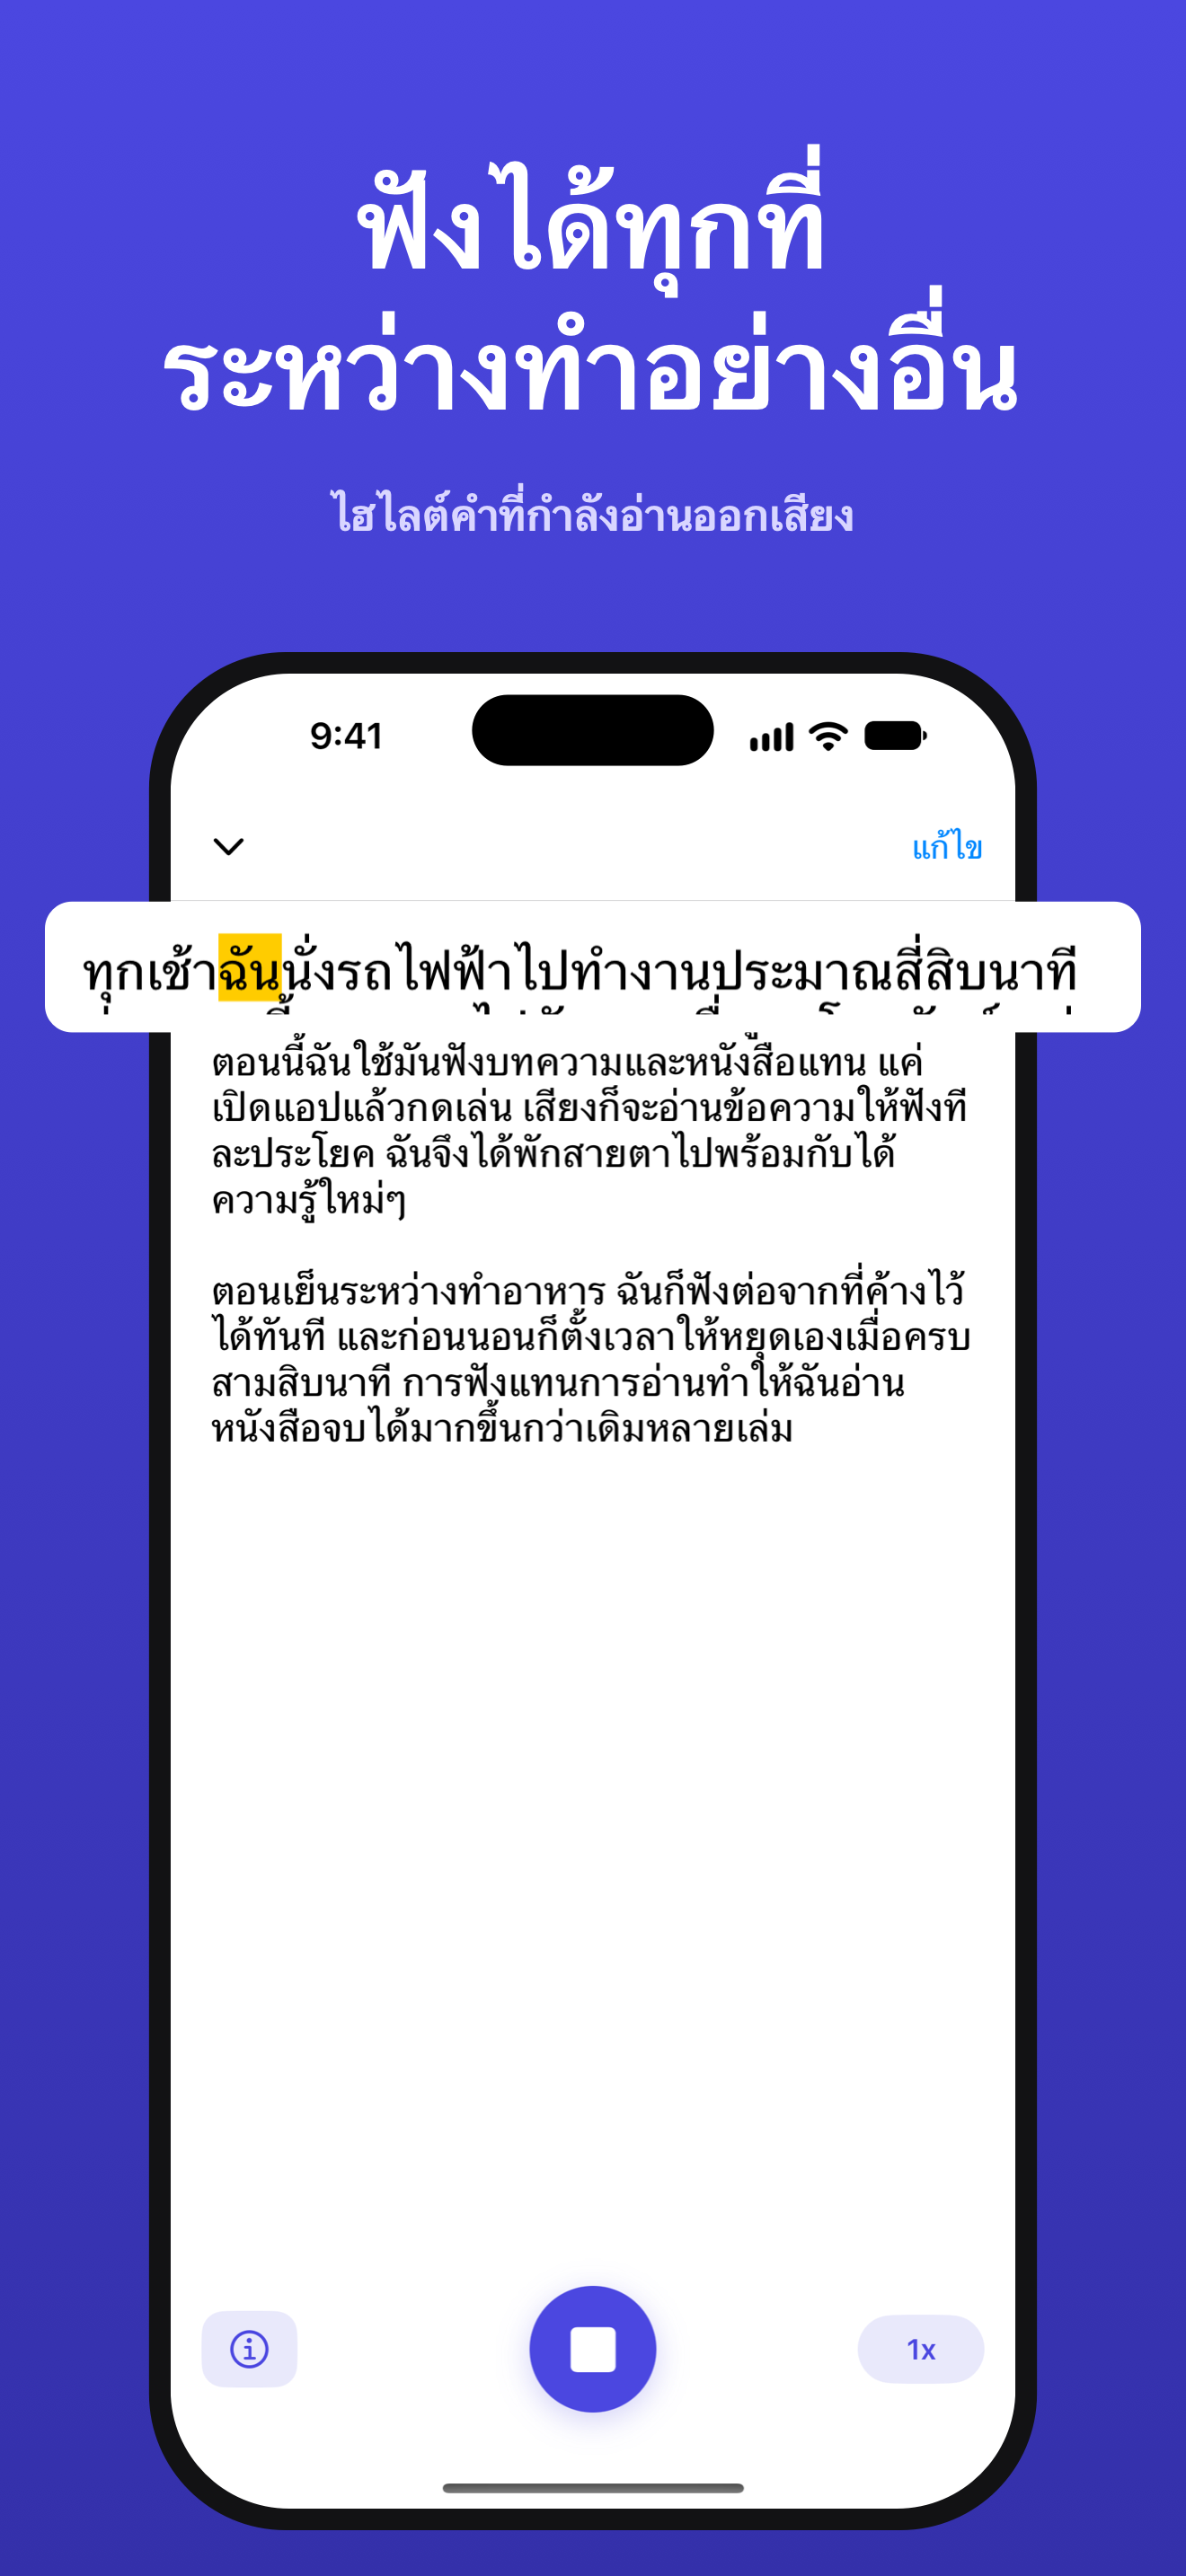 ฟังได้ทุกที่
ระหว่างทำอย่างอื่น
ไฮไลต์คำที่กำลังอ่านออกเสียง
9:41
แก้ไข
ทุกเช้าฉันนั่งรถไฟฟ้าไปทำงานประมาณสี่สิบนาที
ตอนนี้ฉันใช้มันฟังบทความและหนังสือแทน แค่
เปิดแอปแล้วกดเล่น เสียงก็จะอ่านข้อความให้ฟังที
ละประโยค ฉันจึงได้พักสายตาไปพร้อมกับได้
ความรู้ใหม่ๆ
ตอนเย็นระหว่างทำอาหาร ฉันก็ฟังต่อจากที่ค้างไว้
ได้ทันที และก่อนนอนก็ตั้งเวลาให้หยุดเองเมื่อครบ
สามสิบนาที การฟังแทนการอ่านทำให้ฉันอ่าน
หนังสือจบได้มากขึ้นกว่าเดิมหลายเล่ม
1x